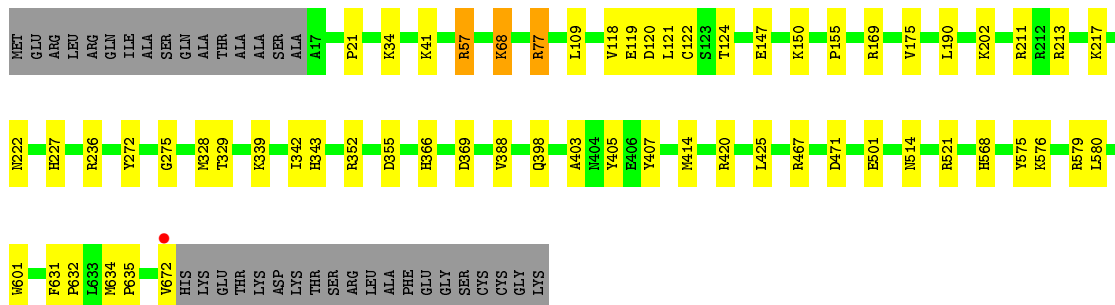 MET GLU ARG LEU ARG GLN ILE ALA SER GLN ALA THR ALA ALA SER ALA A17 P21 K34 K41 R57 K68 R77 L109 V118 E119 D120 L121 C122 S123 T124 E147 K150 P155 R169 V175 L190 K202 R211 R212 R213 K217
N222 H227 R236 Y272 G275 M328 T329 K339 I342 H343 R352 D355 H366 D369 V388 Q398 A403 N404 Y405 E406 Y407 M414 R420 L425 R467 D471 E501 N514 R521 H568 Y575 K576 R579 L580
W601 F631 P632 L633 M634 P635 V672 HIS LYS GLU THR LYS ASP LYS THR SER ARG LEU ALA PHE GLU GLY SER CYS CYS GLY LYS